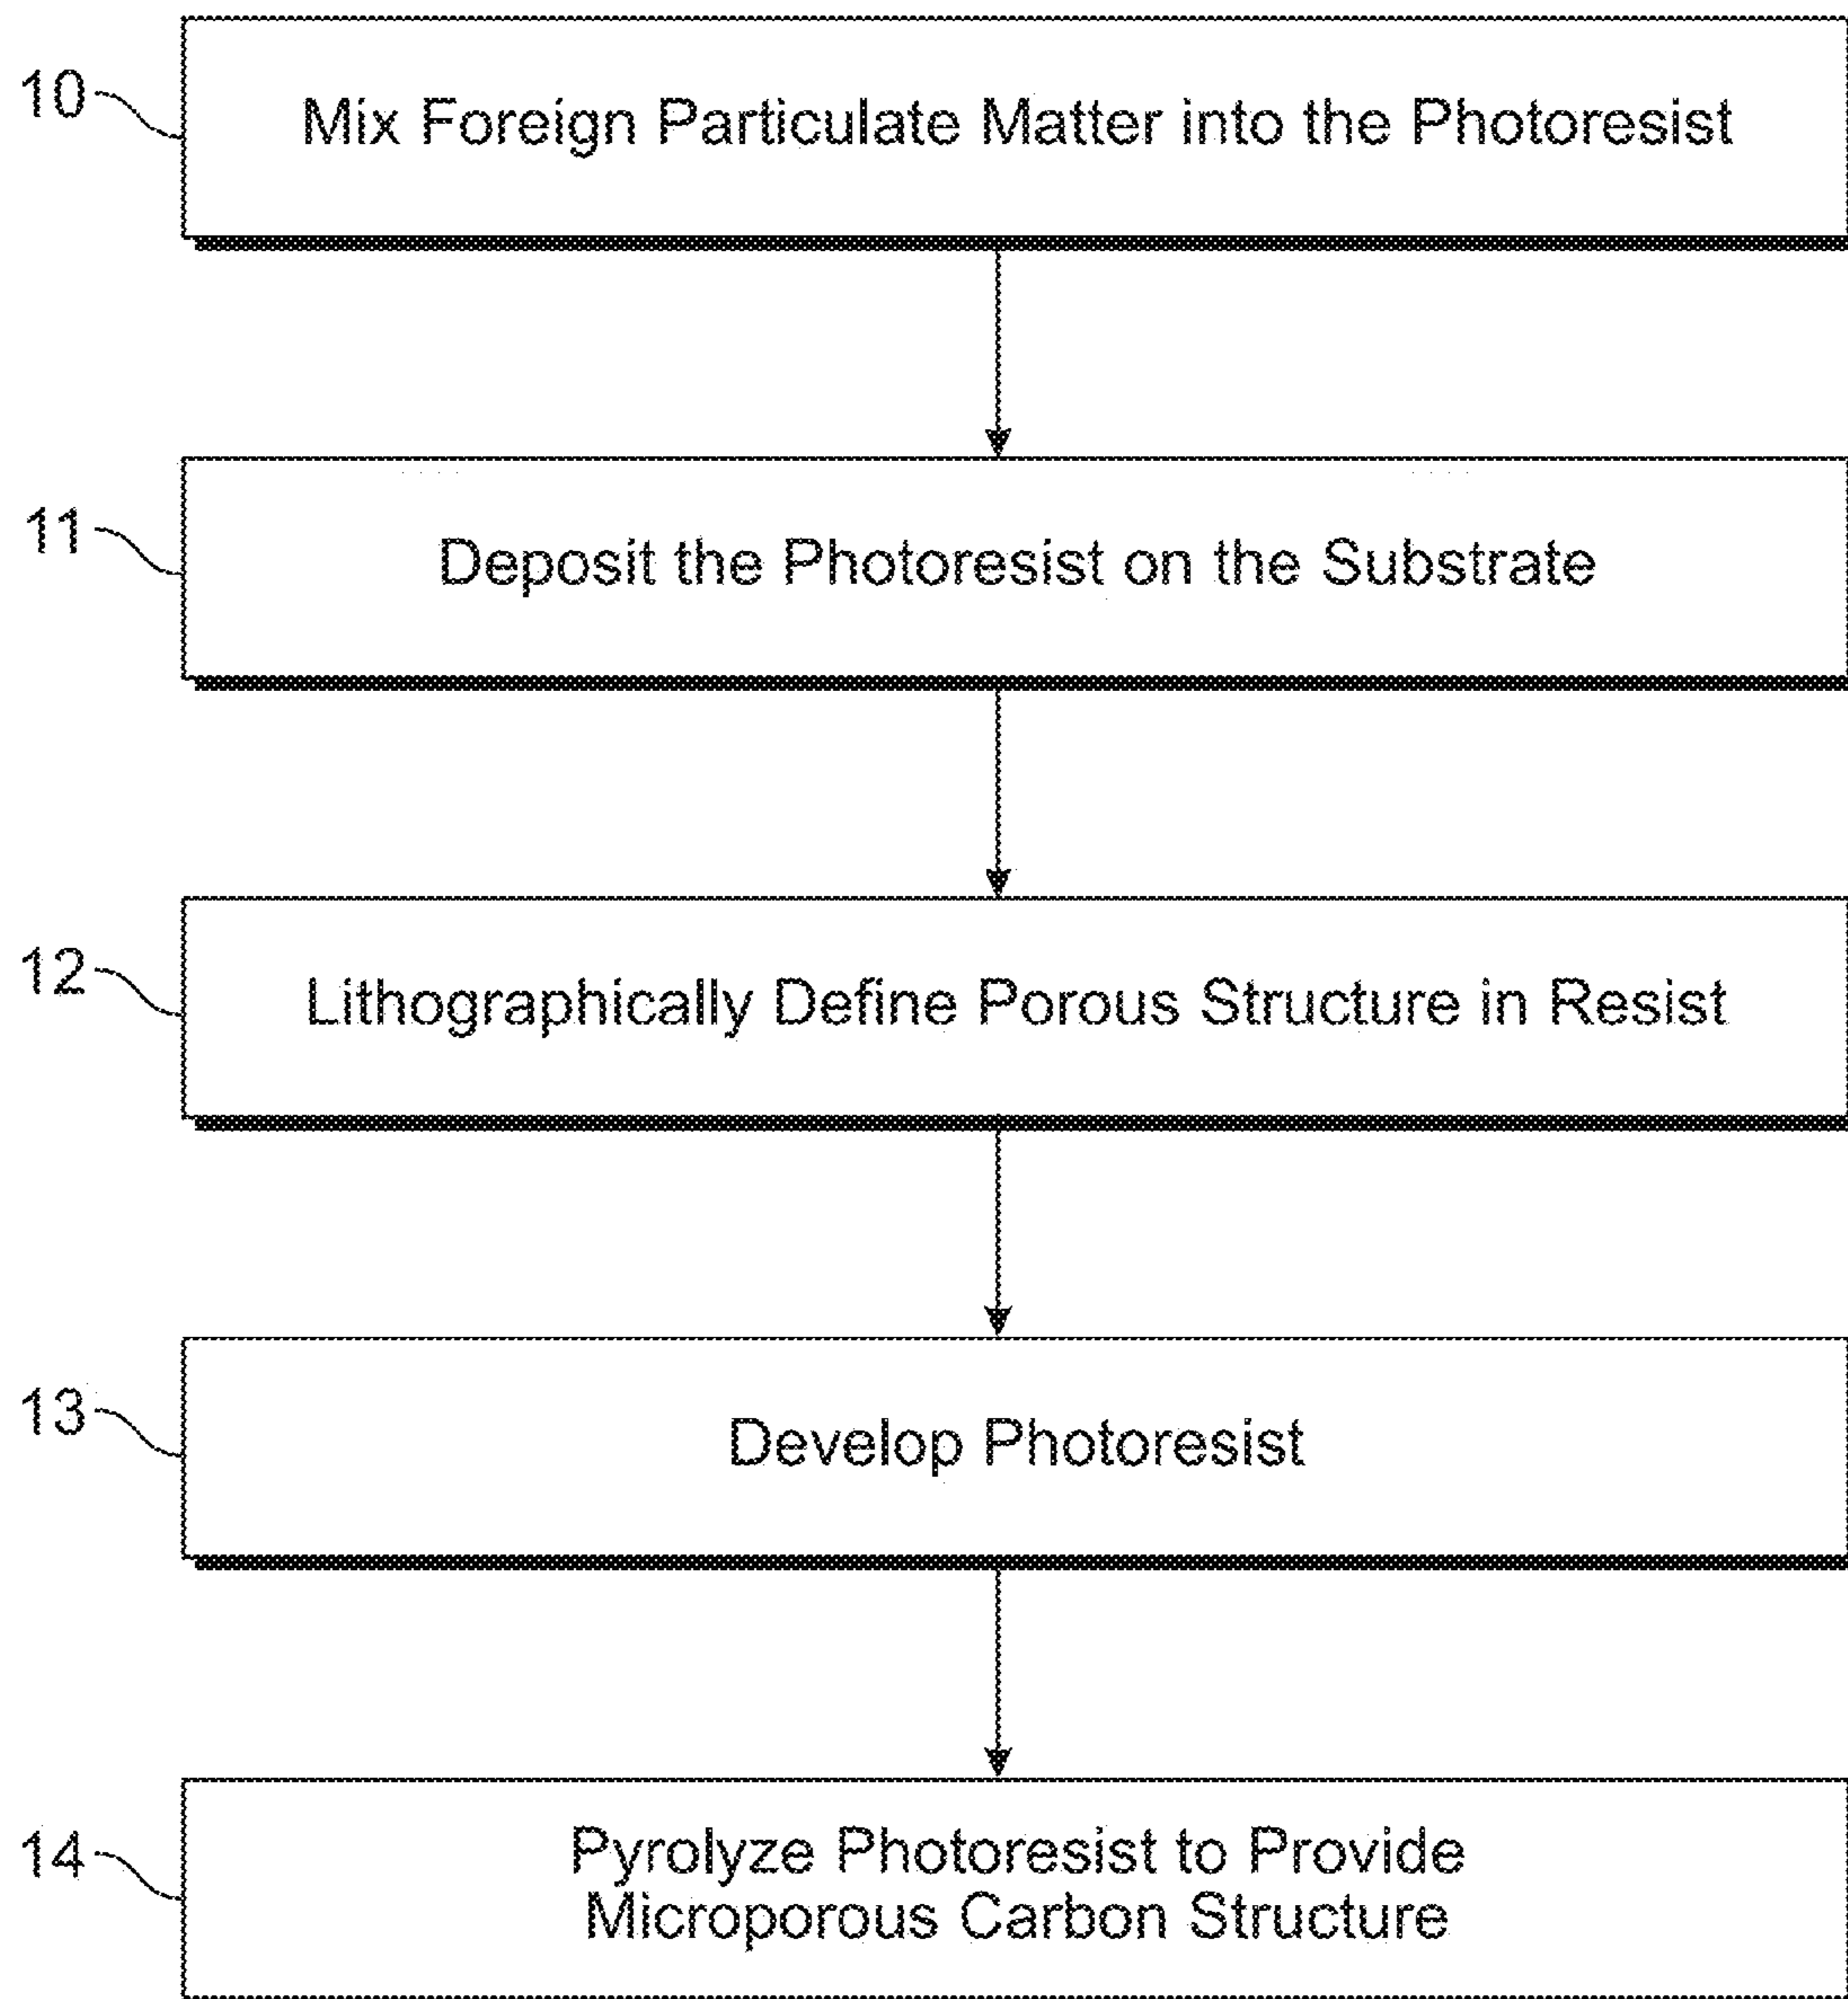 10
Mix Foreign Particulate Matter into the Photoresist
11
Deposit the Photoresist on the Substrate
12
Lithographically Define Porous Structure in Resist
13
Develop Photoresist
14
Pyrolyze Photoresist to Provide
Microporous Carbon Structure